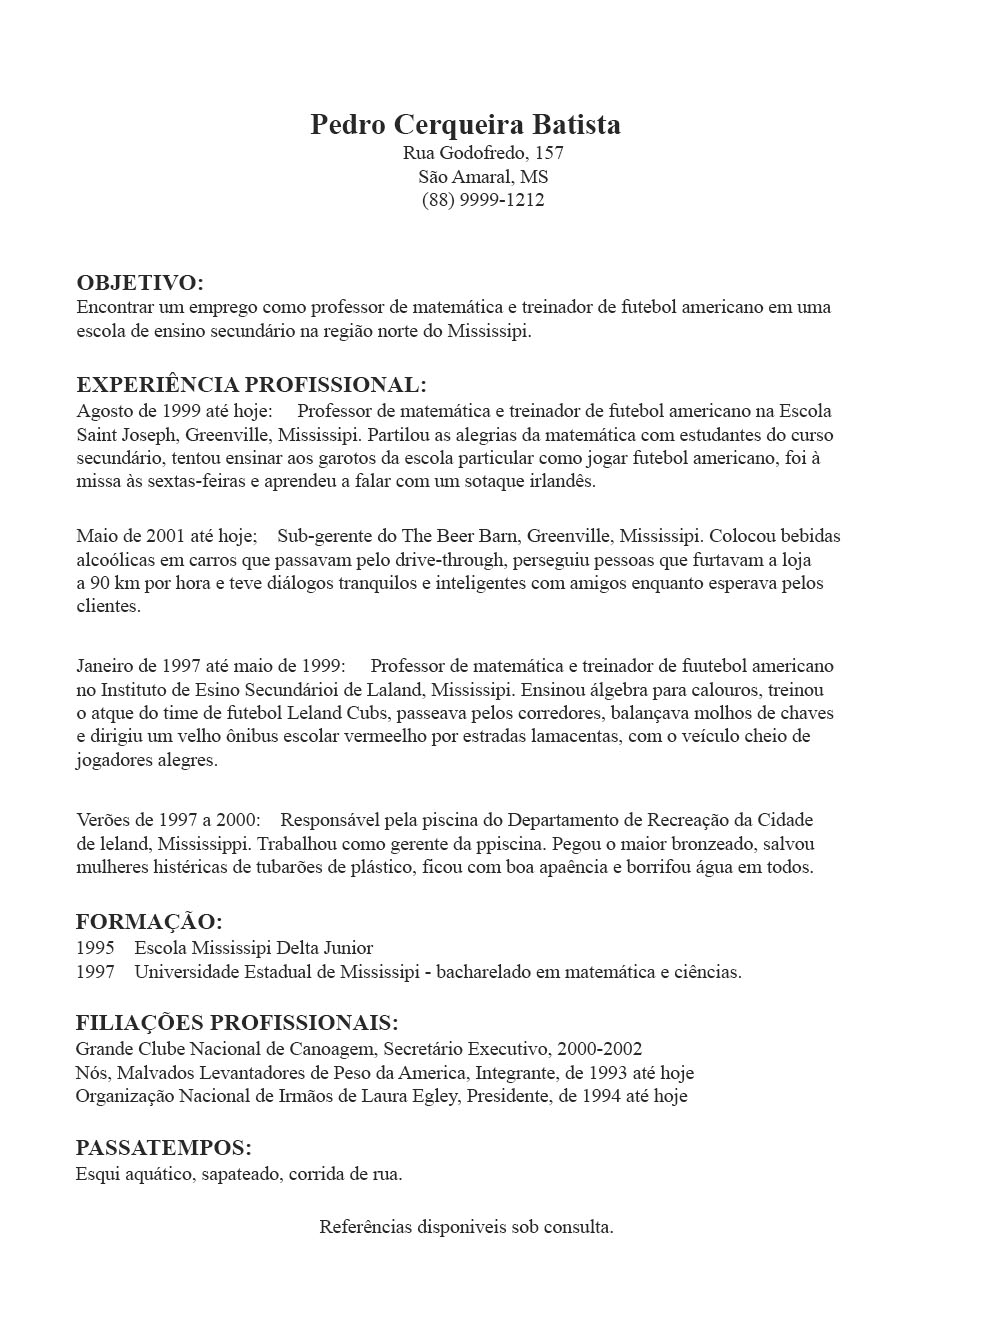 Pedro Cerqueira Batista
Rua Godofredo, 157
São Amaral, MS
(88) 9999-1212
OBJETIVO:
Encontrar um emprego como professor de matemática e treinador de futebol americano em uma
escola de ensino secundário na região norte do Mississipi.
EXPERIÊNCIA PROFISSIONAL:
Agosto de 1999 até hoje: Professor de matemática e treinador de futebol americano na Escola
Saint Joseph, Greenville, Mississipi. Partilou as alegrias da matemática com estudantes do curso
secundário, tentou ensinar aos garotos da escola particular como jogar futebol americano, foi à
missa às sextas-feiras e aprendeu a falar com um sotaque irlandês.
Maio de 2001 até hoje; Sub-gerente do The Beer Barn, Greenville, Mississipi. Colocou bebidas
alcoólicas em carros que passavam pelo drive-through, perseguiu pessoas que furtavam a loja
a 90 km por hora e teve diálogos tranquilos e inteligentes com amigos enquanto esperava pelos
clientes.
Janeiro de 1997 até maio de 1999: Professor de matemática e treinador de fuutebol americano
no Instituto de Esino Secundárioi de Laland, Mississipi. Ensinou álgebra para calouros, treinou
o atque do time de futebol Leland Cubs, passeava pelos corredores, balançava molhos de chaves
e dirigiu um velho ônibus escolar vermeelho por estradas lamacentas, com o veículo cheio de
jogadores alegres.
Verões de 1997 a 2000: Responsável pela piscina do Departamento de Recreação da Cidade
de leland, Mississippi. Trabalhou como gerente da ppiscina. Pegou o maior bronzeado, salvou
mulheres histéricas de tubarões de plástico, ficou com boa apaência e borrifou água em todos.
FORMAÇÃO:
1995 Escola Mississipi Delta Junior
1997 Universidade Estadual de Mississipi - bacharelado em matemática e ciências.
FILIAÇÕES PROFISSIONAIS:
Grande Clube Nacional de Canoagem, Secretário Executivo, 2000-2002
Nós, Malvados Levantadores de Peso da America, Integrante, de 1993 até hoje
Organização Nacional de Irmãos de Laura Egley, Presidente, de 1994 até hoje
PASSATEMPOS:
Esqui aquático, sapateado, corrida de rua.
Referências disponiveis sob consulta.